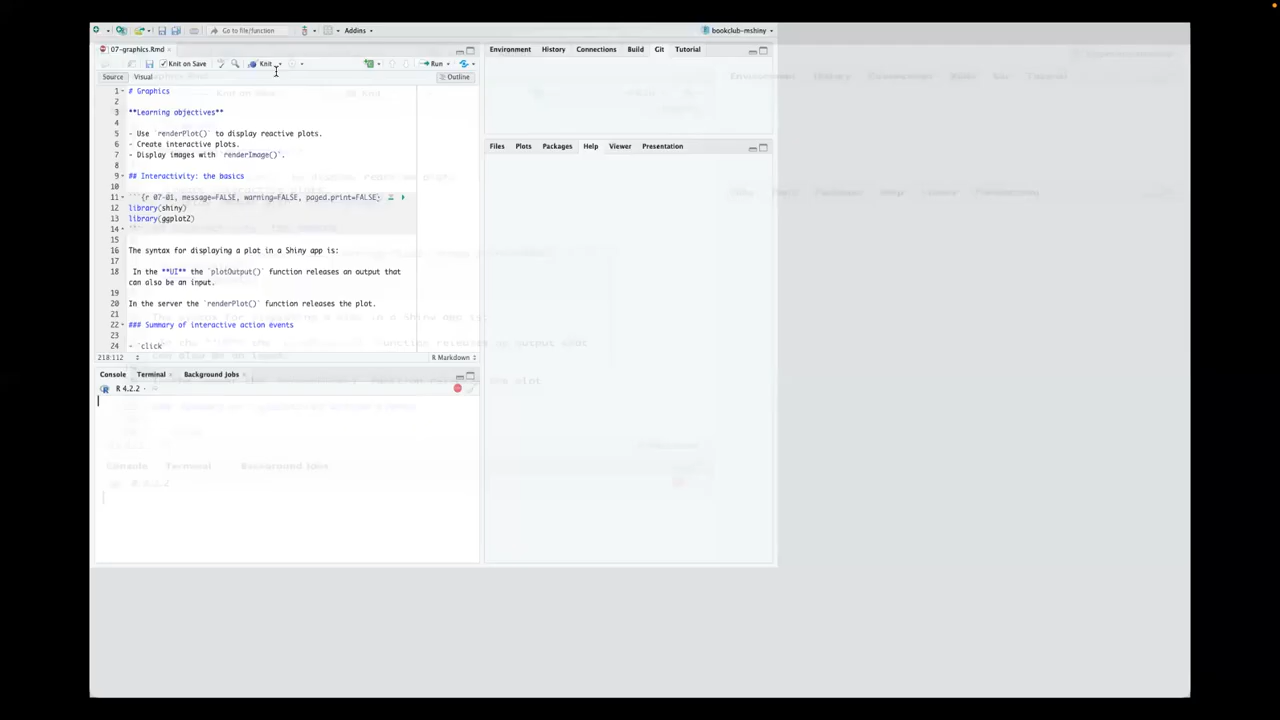 Go to file/function
Addins
bookclub-mshiny
07-graphics.Rmd
Knit on Save
Knit
Run
Source Visual
Outline
1 # Graphics
2
3 **Learning objectives**
4
5 - Use `renderPlot()` to display reactive plots.
6 - Create interactive plots.
7 - Display images with `renderImage()`.
8
9 ## Interactivity: the basics
10
11 ```{r 07-01, message=FALSE, warning=FALSE, paged.print=FALSE}
12 library(shiny)
13 library(ggplot2)
14 ```
15
16 The syntax for displaying a plot in a Shiny app is:
17
18 In the **UI** the `plotOutput()` function releases an output that
can also be an input.
19
20 In the server the `renderPlot()` function releases the plot.
21
22 ### Summary of interactive action events
23
24 - `click`
218:112
R Markdown
Console Terminal Background Jobs
R 4.2.2 ·
Environment History Connections Build Git Tutorial
Files Plots Packages Help Viewer Presentation